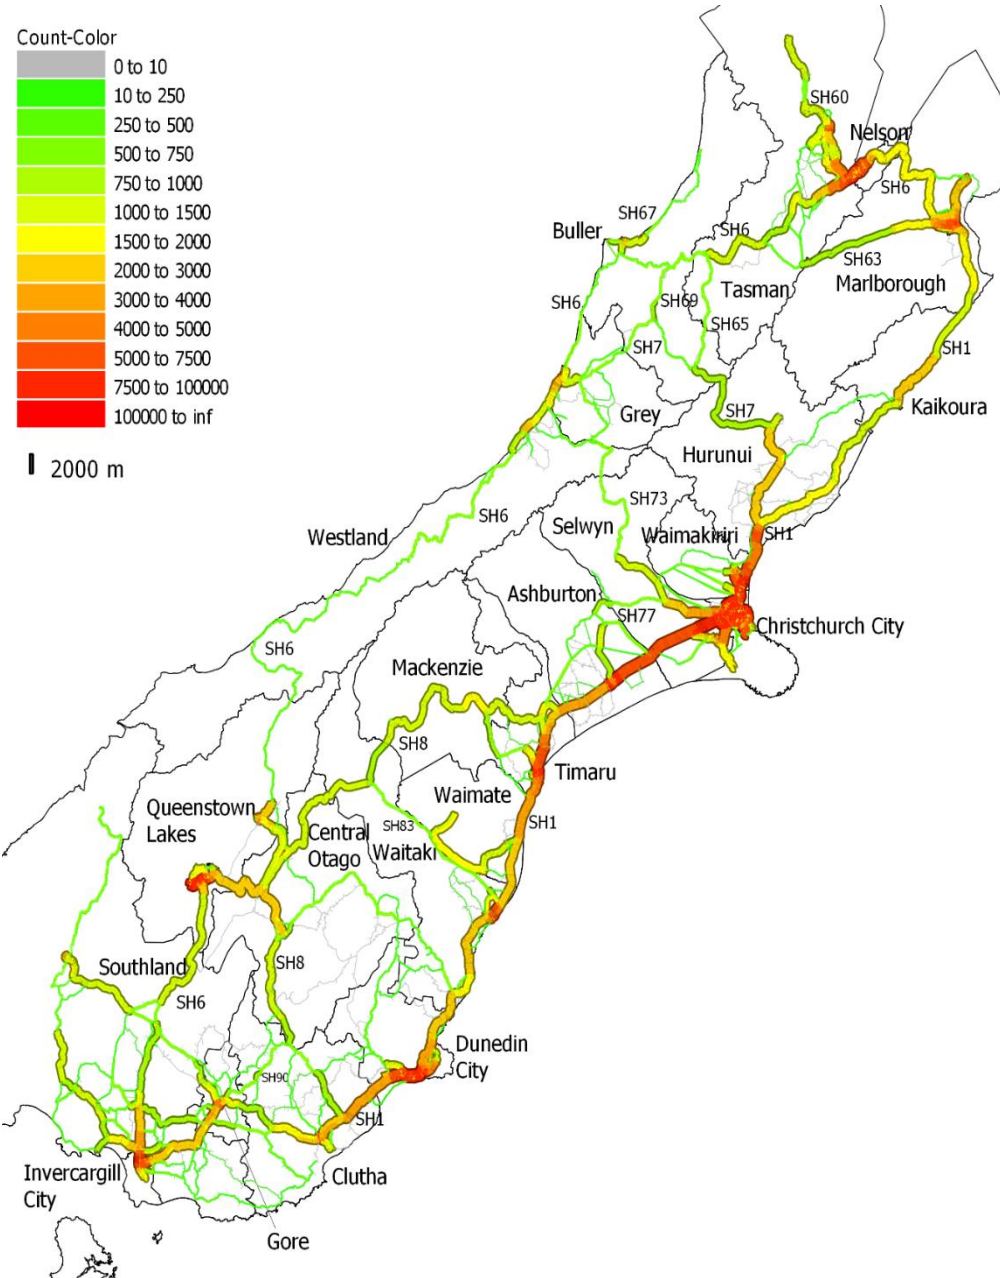 Count-Color
0 to 10
10 to 250
250 to 500
500 to 750
750 to 1000
1000 to 1500
1500 to 2000
2000 to 3000
3000 to 4000
4000 to 5000
5000 to 7500
7500 to 100000
100000 to inf
2000 m
SH60
Nelson
SH6
SH67
Buller
SH6
SH63
Marlborough
Tasman
SH6
SH69
SH65
SH7
SH1
Kaikoura
SH7
Grey
Hurunui
SH73
SH6
Selwyn
Waimakriri
SH1
Westland
Ashburton
SH77
Christchurch City
SH6
Mackenzie
SH8
Timaru
Waimate
Queenstown
Lakes
SH83
SH1
Central
Otago
Waitaki
Southland
SH8
SH6
Dunedin
City
SH90
SH1
Invercargill
City
Clutha
Gore